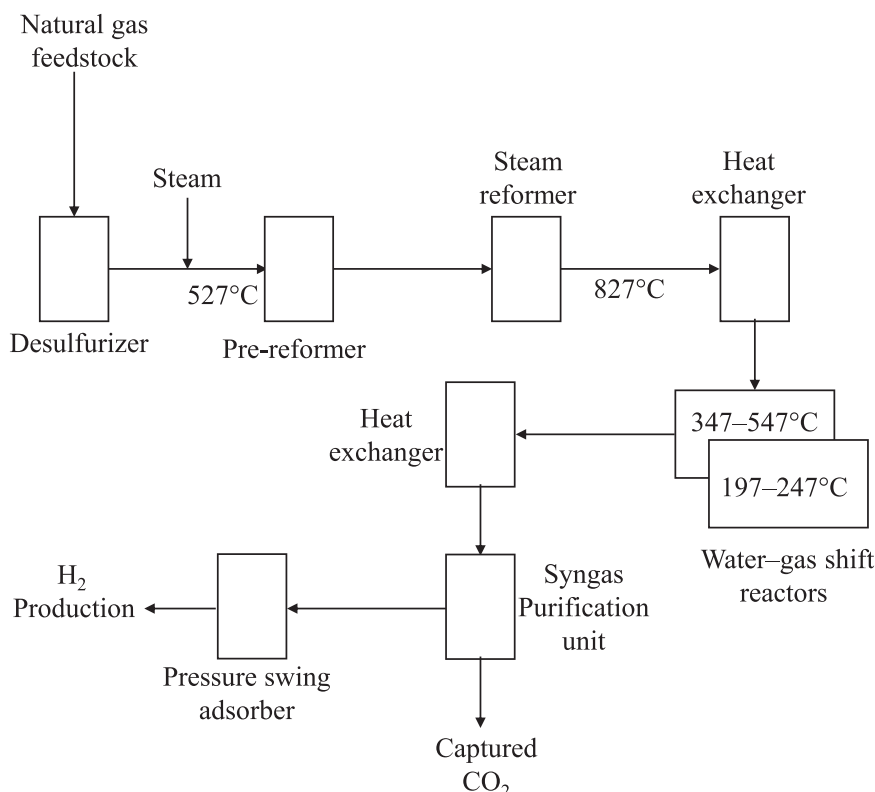 Natural gas
feedstock
Steam
Steam
reformer
Heat
exchanger
527°C
827°C
Desulfurizer
Pre-reformer
Heat
exchanger
347–547°C
197–247°C
Water–gas shift
reactors
H2
Production
Syngas
Purification
unit
Pressure swing
adsorber
Captured
CO2